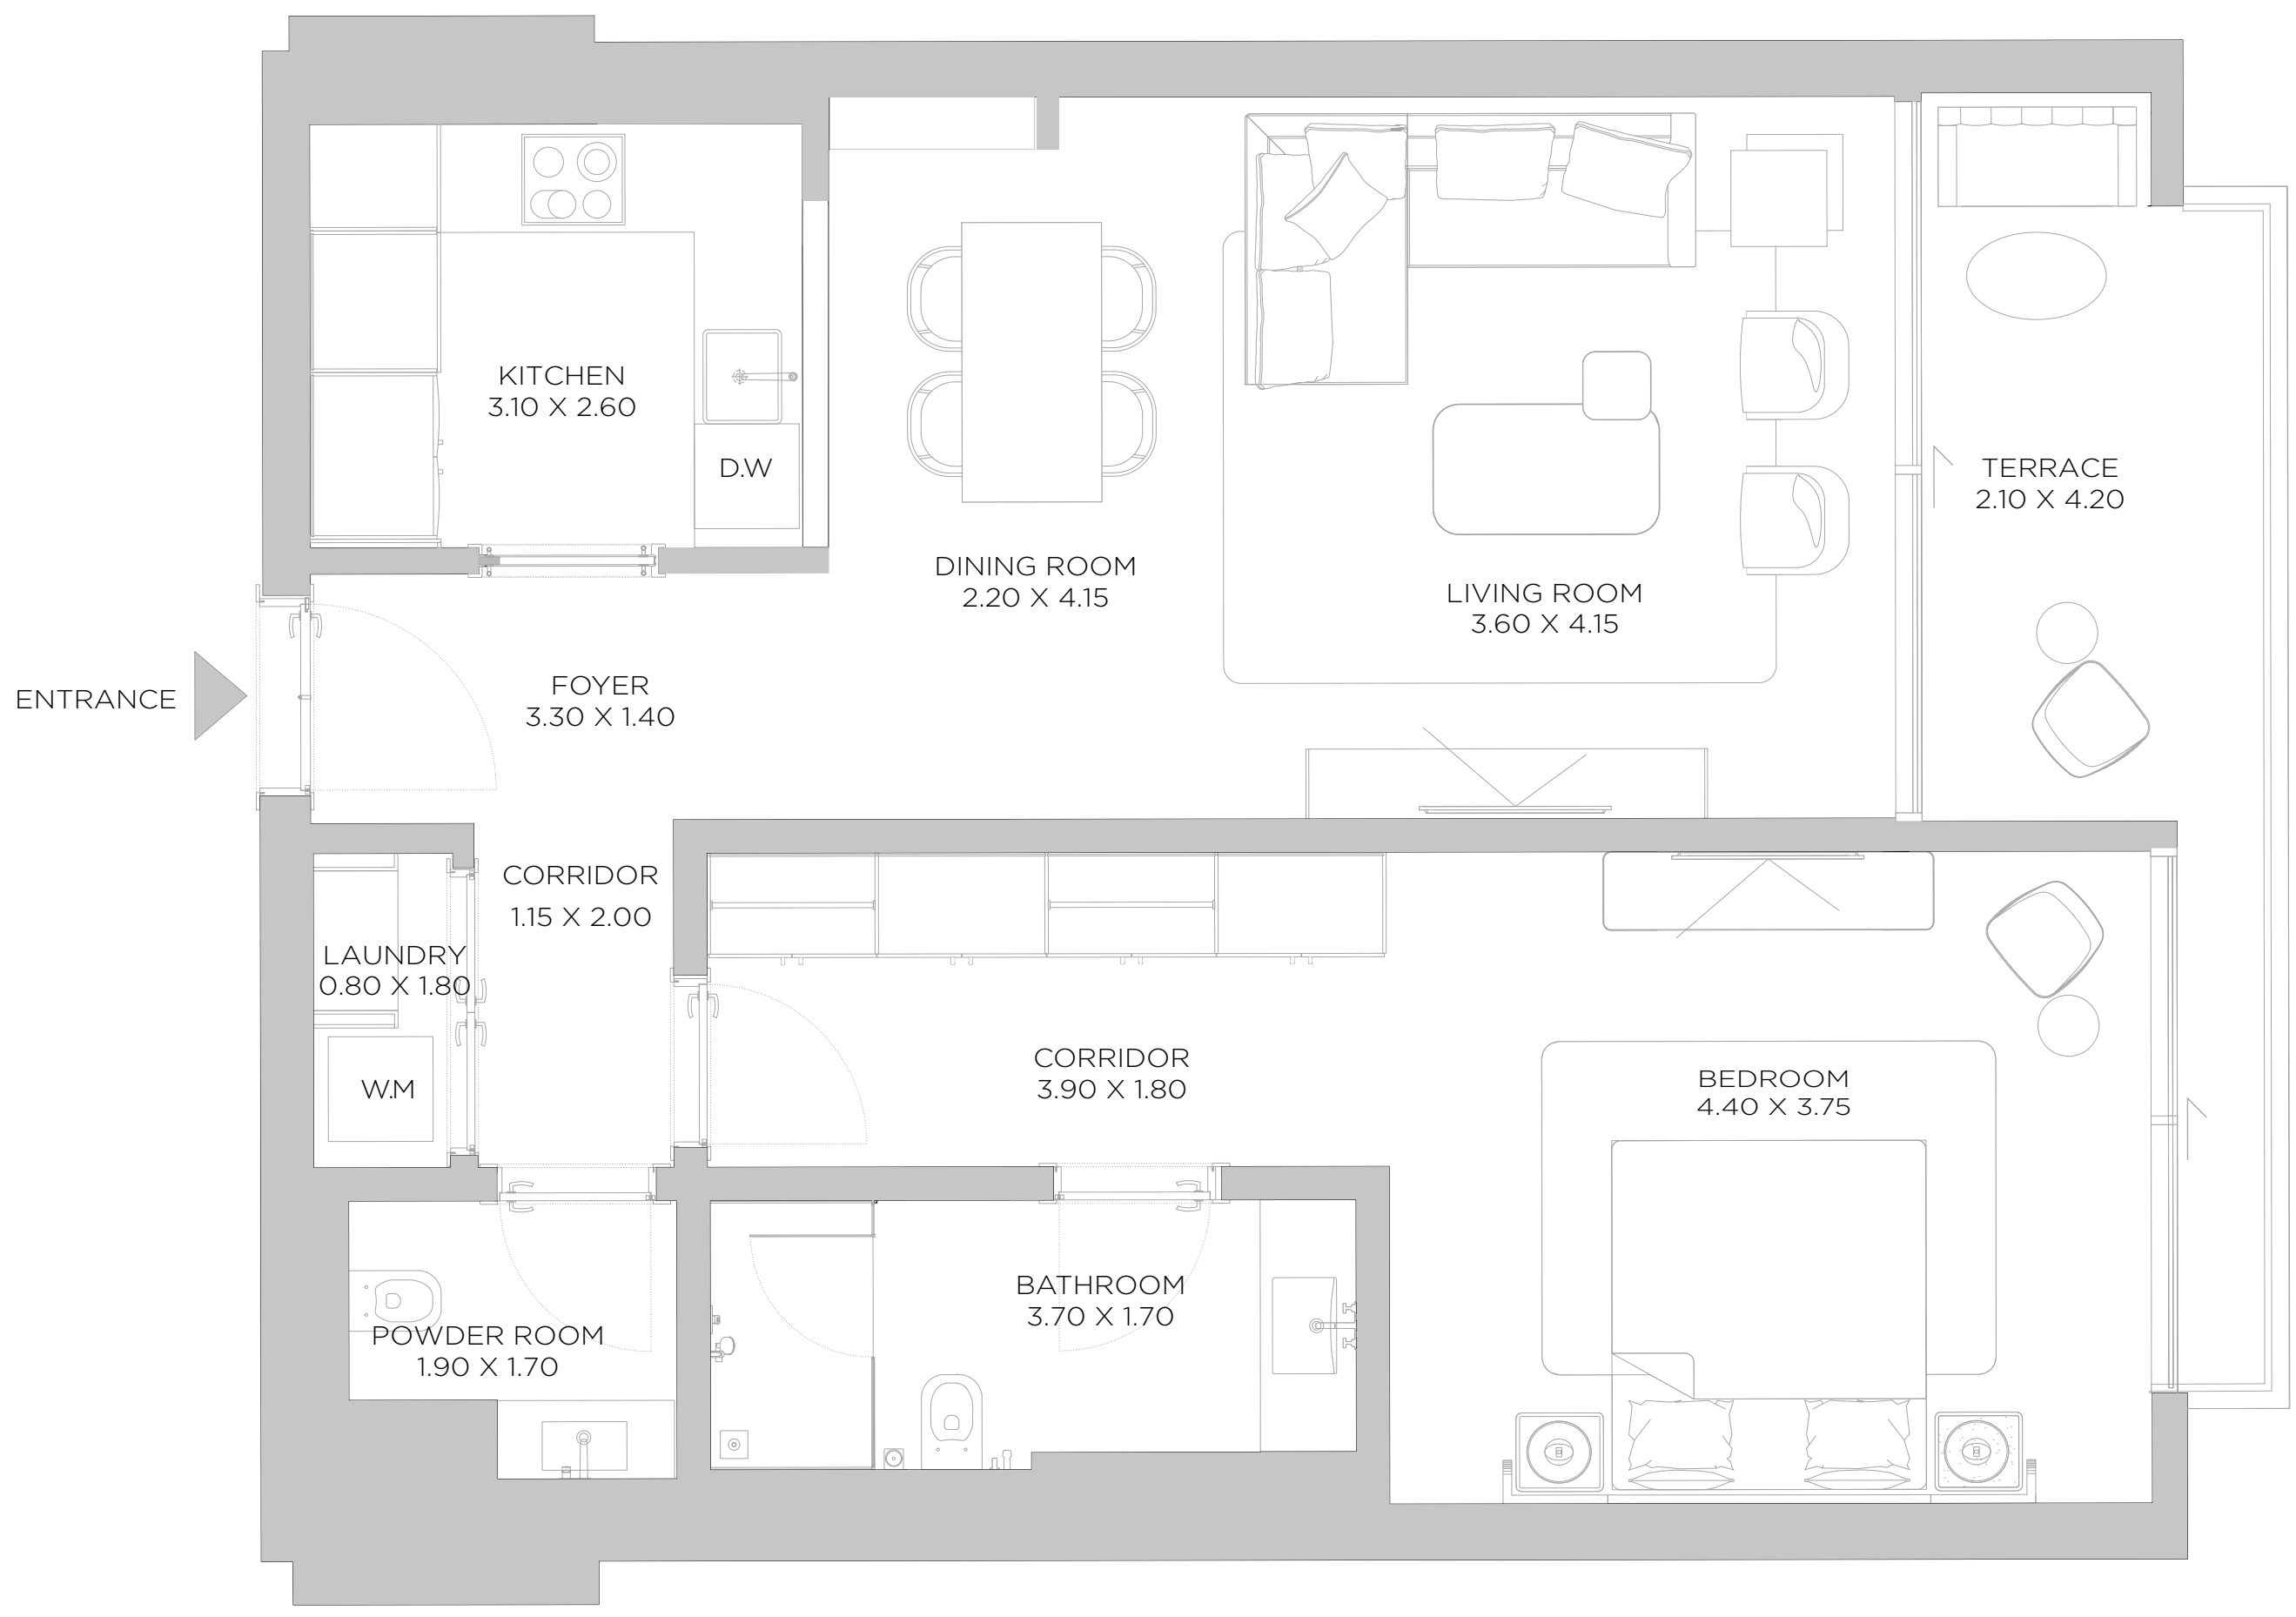 KITCHEN
3.10 X 2.60
D.W
TERRACE
2.10 X 4.20
DINING ROOM
2.20 X 4.15
LIVING ROOM
3.60 X 4.15
ENTRANCE
FOYER
3.30 X 1.40
CORRIDOR
1.15 X 2.00
LAUNDRY
0.80 X 1.80
W.M
CORRIDOR
3.90 X 1.80
BEDROOM
4.40 X 3.75
BATHROOM
3.70 X 1.70
POWDER ROOM
1.90 X 1.70